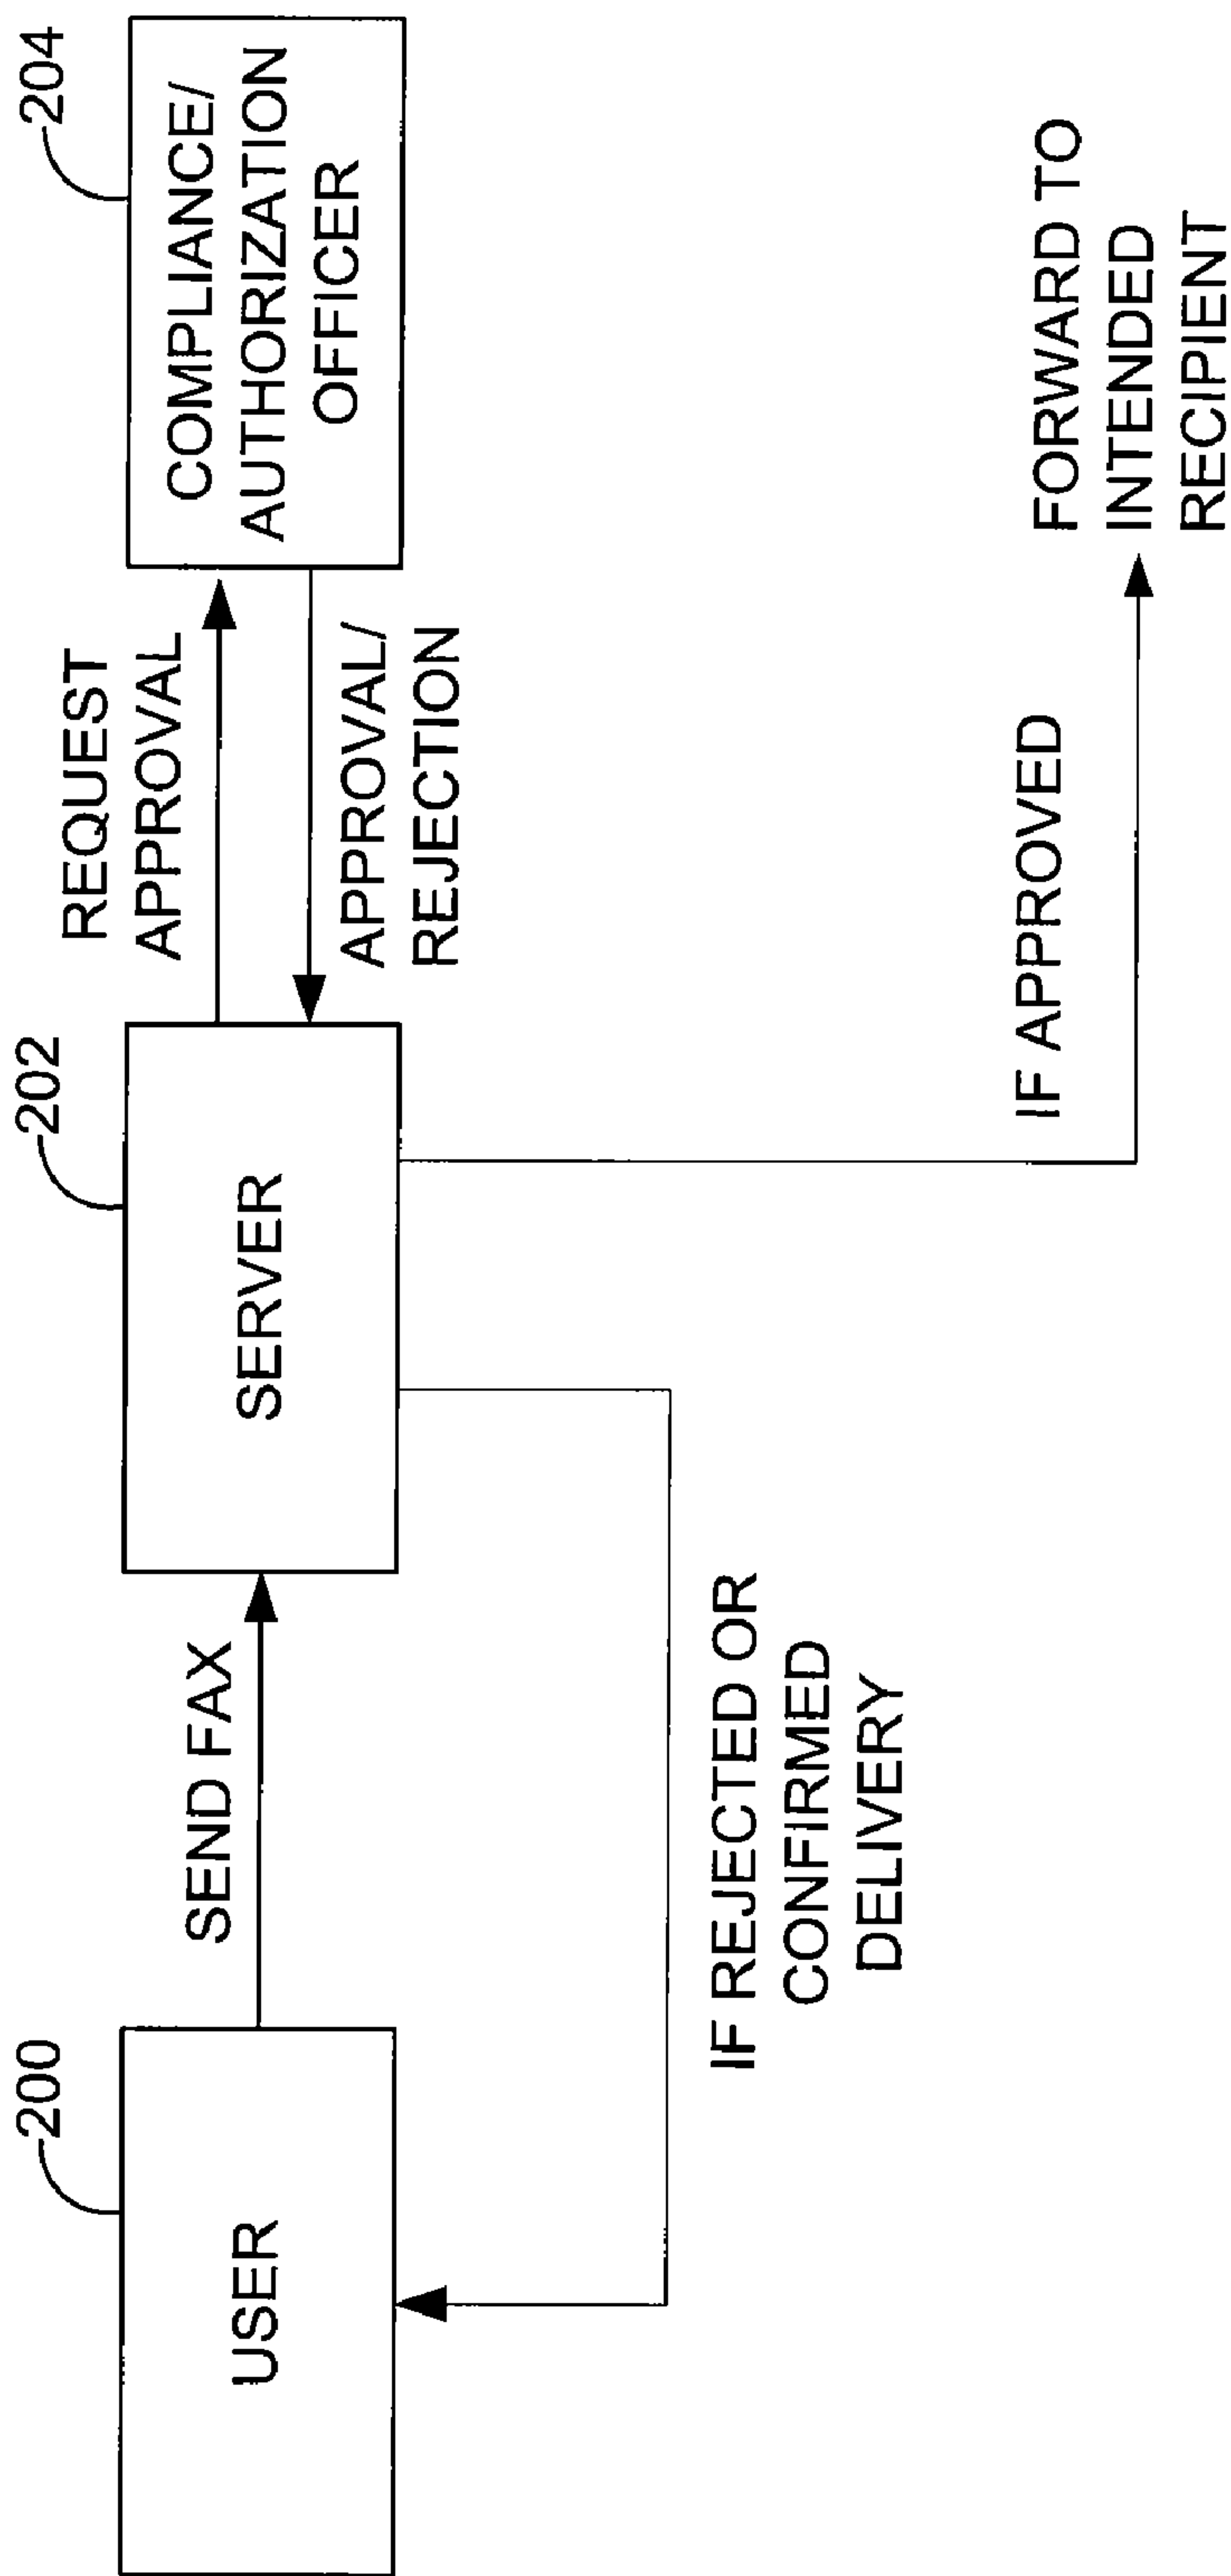 200
USER
SEND FAX
202
SERVER
REQUEST
APPROVAL
APPROVAL/
REJECTION
204
COMPLIANCE/
AUTHORIZATION
OFFICER
IF REJECTED OR
CONFIRMED
DELIVERY
IF APPROVED
FORWARD TO
INTENDED
RECIPIENT